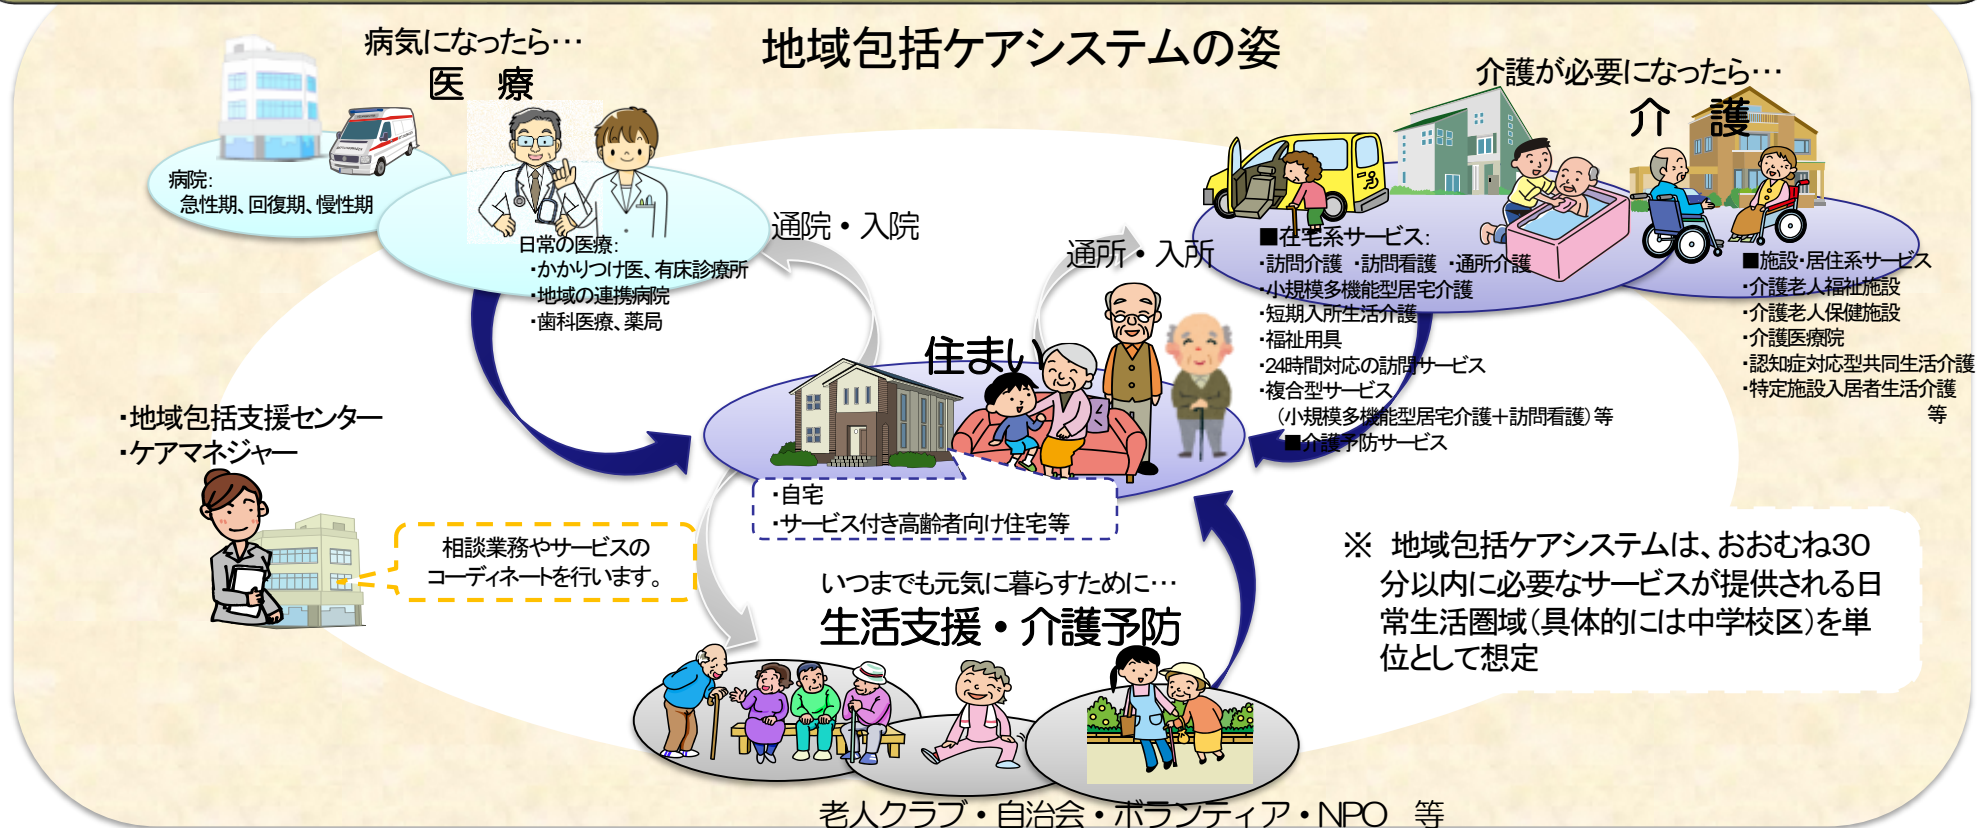 地域包括ケアシステムの姿
病気になったら…
医 療
病院:
急性期、回復期、慢性期
日常の医療:
・かかりつけ医、有床診療所
・地域の連携病院
・歯科医療、薬局
通院・入院
通所・入所
介護が必要になったら…
介 護
■在宅系サービス:
・訪問介護 ・訪問看護 ・通所介護
・小規模多機能型居宅介護
・短期入所生活介護
・福祉用具
・24時間対応の訪問サービス
・複合型サービス
（小規模多機能型居宅介護＋訪問看護）等
■介護予防サービス
■施設・居住系サービス
・介護老人福祉施設
・介護老人保健施設
・介護医療院
・認知症対応型共同生活介護
・特定施設入居者生活介護
等
住まい
・自宅
・サービス付き高齢者向け住宅等
・地域包括支援センター
・ケアマネジャー
相談業務やサービスの
コーディネートを行います。
いつまでも元気に暮らすために…
生活支援・介護予防
老人クラブ・自治会・ボランティア・NPO 等
※ 地域包括ケアシステムは、おおむね30
分以内に必要なサービスが提供される日
常生活圏域（具体的には中学校区）を単
位として想定